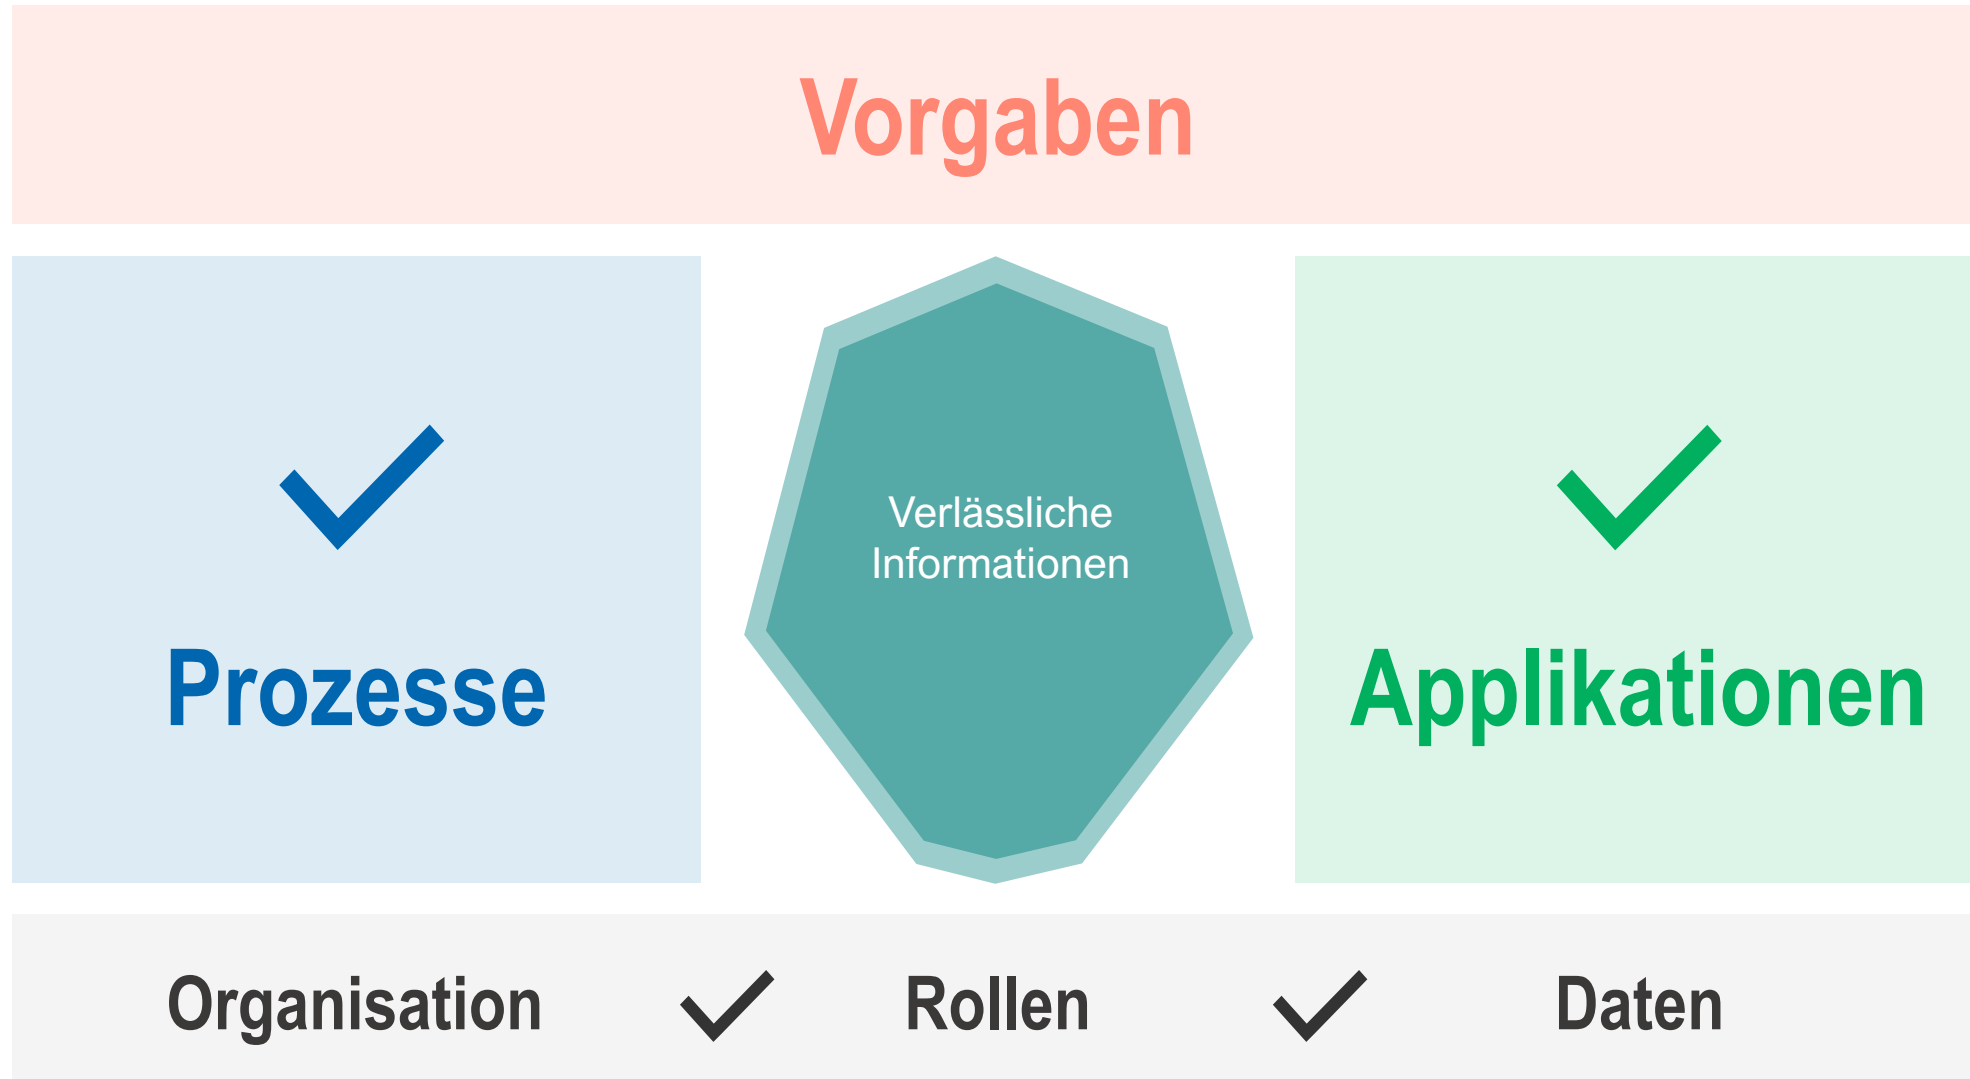 Vorgaben
Verlässliche
Informationen
Prozesse
Applikationen
Organisation
Rollen
Daten